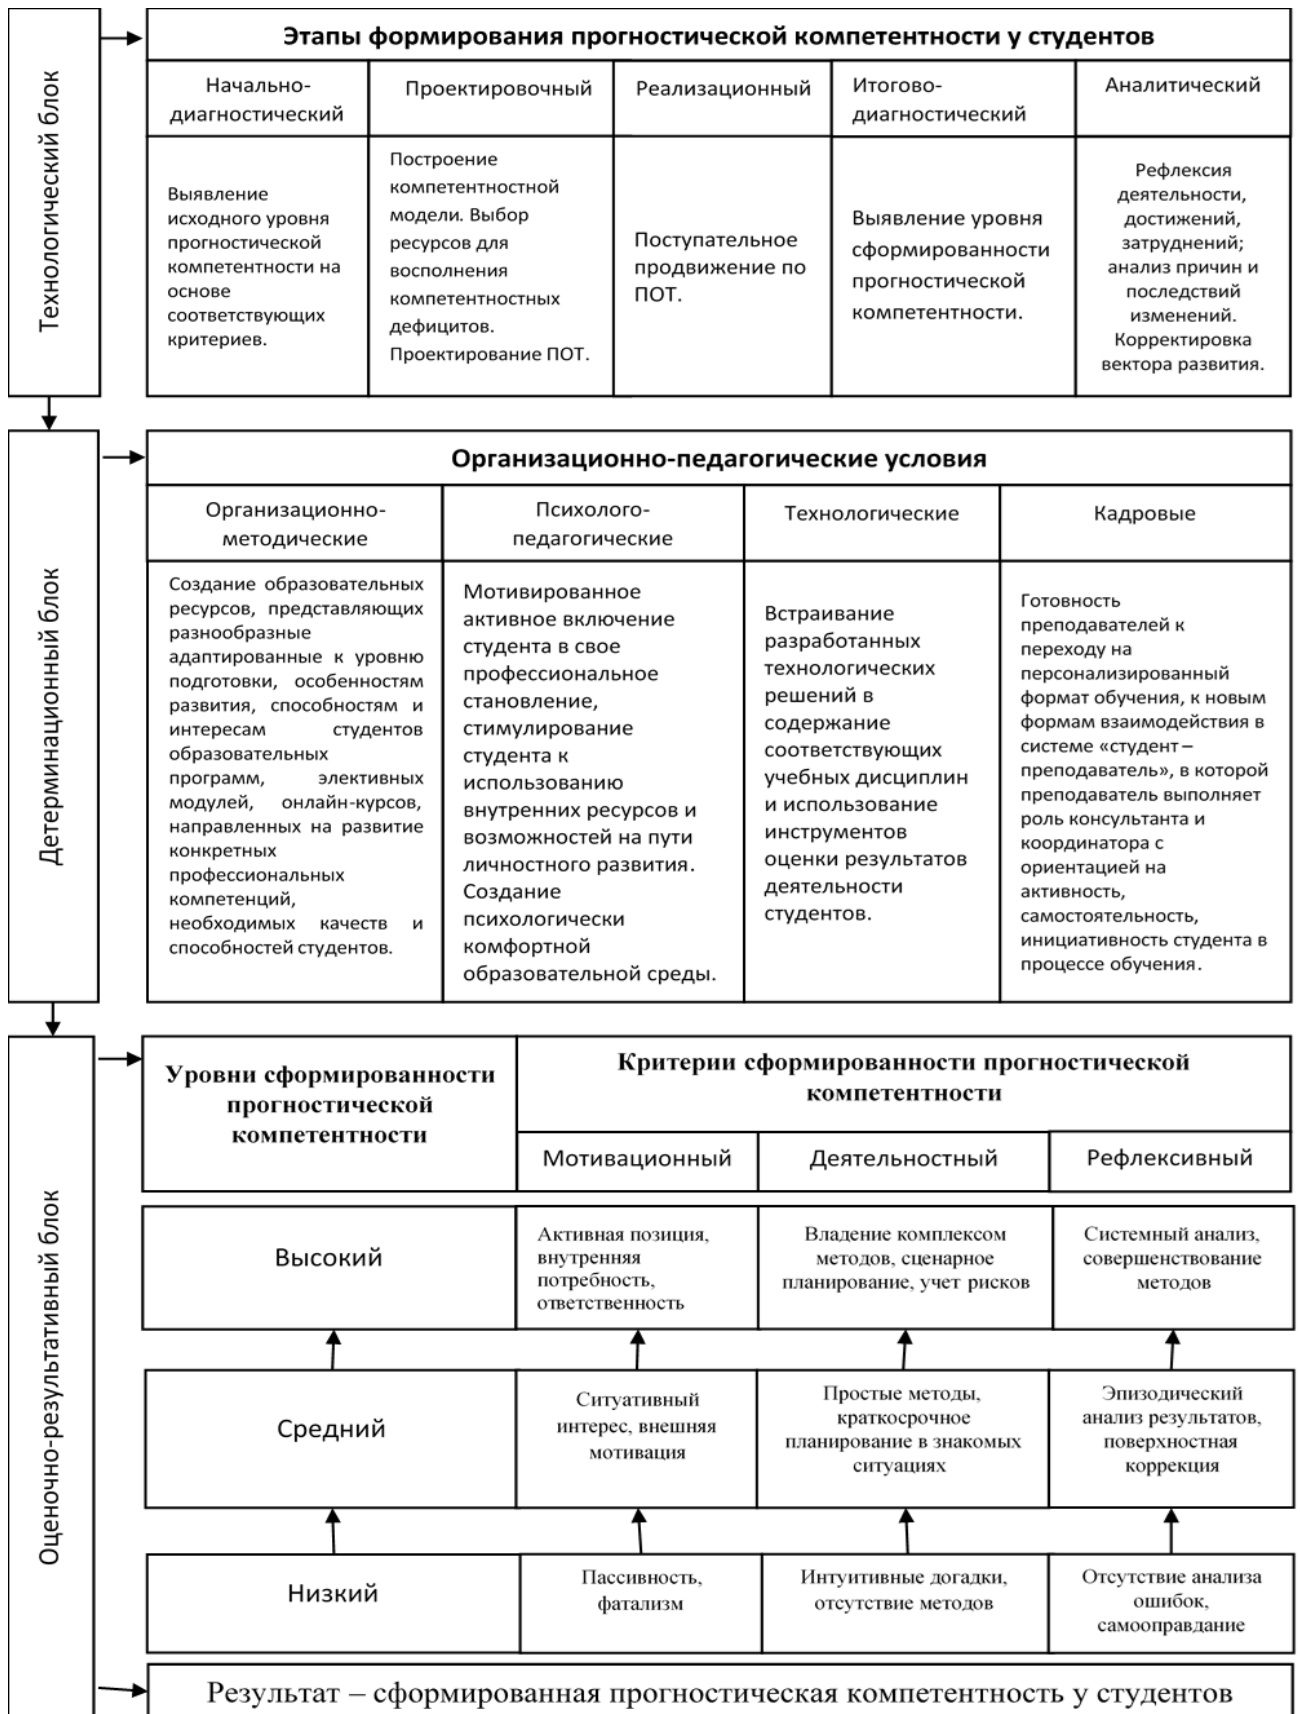 Технологический блок
Этапы формирования прогностической компетентности у студентов
Начально-
диагностический
Проектировочный
Реализационный
Итогово-
диагностический
Аналитический
Выявление
исходного уровня
прогностической
компетентности на
основе
соответствующих
критериев.
Построение
компетентностной
модели. Выбор
ресурсов для
восполнения
компетентностных
дефицитов.
Проектирование ПОТ.
Поступательное
продвижение по
ПОТ.
Выявление уровня
сформированности
прогностической
компетентности.
Рефлексия
деятельности,
достижений,
затруднений;
анализ причин и
последствий
изменений.
Корректировка
вектора развития.
Детерминационный блок
Организационно-педагогические условия
Организационно-
методические
Психолого-
педагогические
Технологические
Кадровые
Создание образовательных
ресурсов, представляющих
разнообразные
адаптированные к уровню
подготовки, особенностям
развития, способностям и
интересам студентов
образовательных
программ, элективных
модулей, онлайн-курсов,
направленных на развитие
конкретных
профессиональных
компетенций,
необходимых качеств и
способностей студентов.
Мотивированное
активное включение
студента в свое
профессиональное
становление,
стимулирование
студента к
использованию
внутренних ресурсов и
возможностей на пути
личностного развития.
Создание
психологически
комфортной
образовательной среды.
Встраивание
разработанных
технологических
решений в
содержание
соответствующих
учебных дисциплин
и использование
инструментов
оценки результатов
деятельности
студентов.
Готовность
преподавателей к
переходу на
персонализированный
формат обучения, к новым
формам взаимодействия в
системе «студент –
преподаватель», в которой
преподаватель выполняет
роль консультанта и
координатора с
ориентацией на
активность,
самостоятельность,
инициативность студента в
процессе обучения.
Оценочно-результативный блок
Уровни сформированности
прогностической
компетентности
Критерии сформированности прогностической
компетентности
Мотивационный
Деятельностный
Рефлексивный
Высокий
Активная позиция,
внутренняя
потребность,
ответственность
Владение комплексом
методов, сценарное
планирование, учет рисков
Системный анализ,
совершенствование
методов
Средний
Ситуативный
интерес, внешняя
мотивация
Простые методы,
краткосрочное
планирование в знакомых
ситуациях
Эпизодический
анализ результатов,
поверхностная
коррекция
Низкий
Пассивность,
фатализм
Интуитивные догадки,
отсутствие методов
Отсутствие анализа
ошибок,
самооправдание
Результат – сформированная прогностическая компетентность у студентов